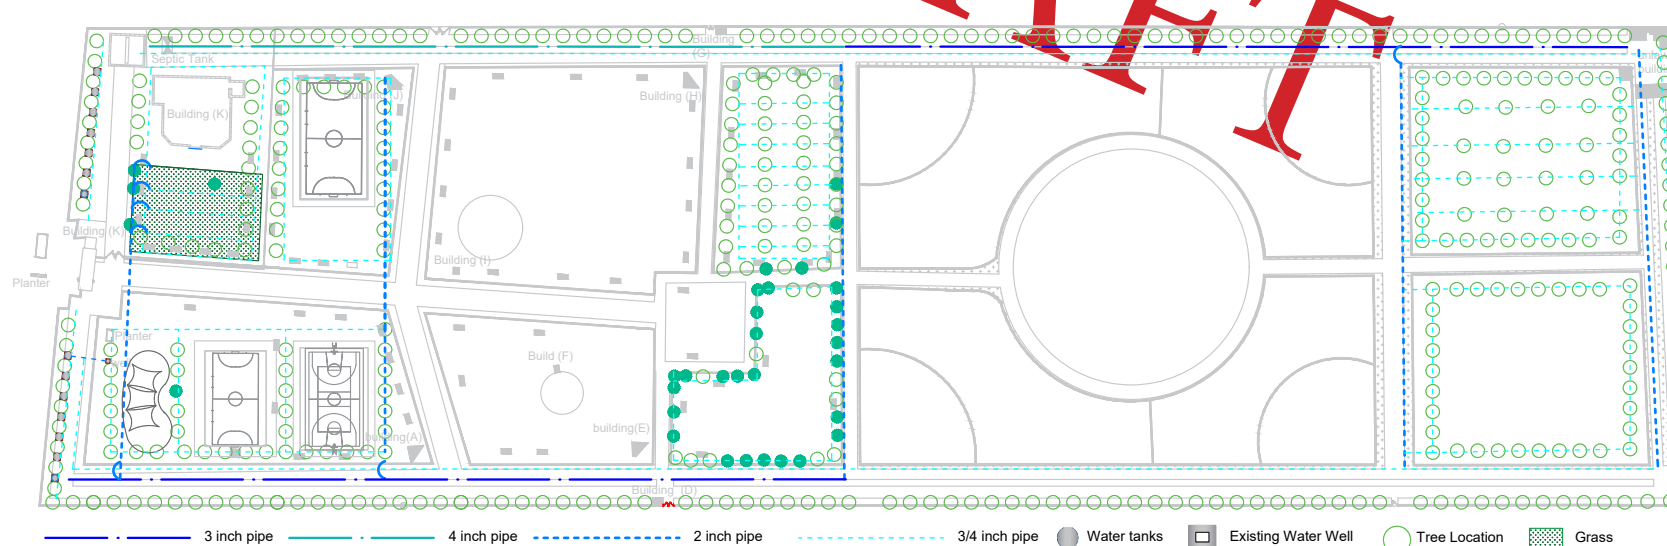 Building
(G)
Septic Tank
Building (J)
Building (H)
Building (K)
Building (K)
Building (I)
Planter
Planter
Build (F)
building(A)
building(E)
Building (D)
3 inch pipe
4 inch pipe
2 inch pipe
3/4 inch pipe
Water tanks
Existing Water Well
Tree Location
Grass